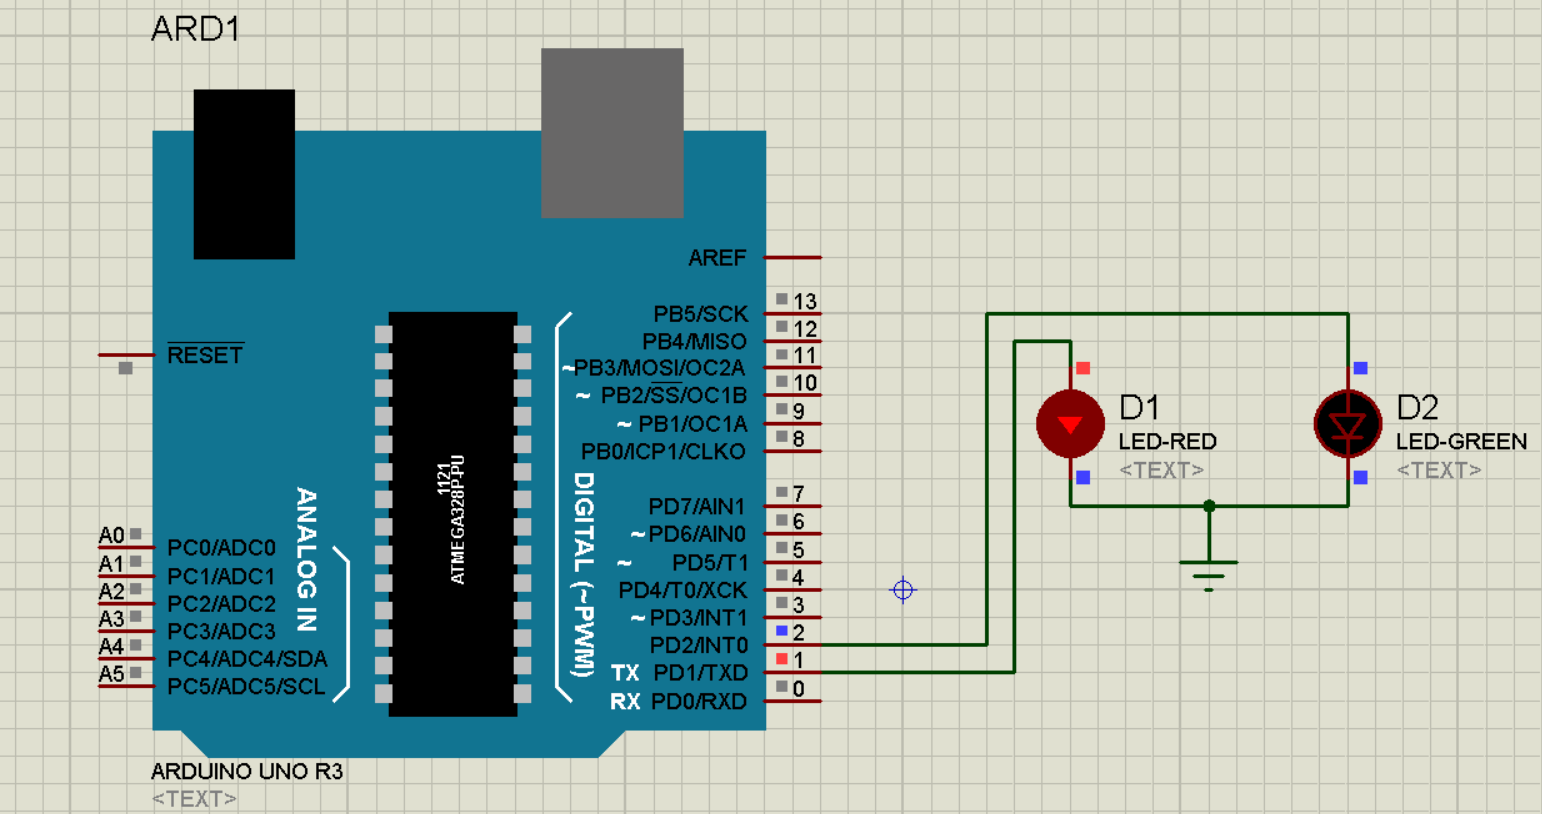 ARD1
AREF
13
PB5/SCK
12
PB4/MISO
11
~PB3/MOSI/OC2A
10
~ PB2/SS/OC1B
9
~ PB1/OC1A
8
PB0/ICP1/CLKO
7
PD7/AIN1
6
~ PD6/AIN0
5
~ PD5/T1
4
PD4/T0/XCK
3
~ PD3/INT1
2
PD2/INT0
1
TX PD1/TXD
0
RX PD0/RXD
RESET
1121
ATMEGA328P-PU
DIGITAL (~PWM)
ANALOG IN
A0
PC0/ADC0
A1
PC1/ADC1
A2
PC2/ADC2
A3
PC3/ADC3
A4
PC4/ADC4/SDA
A5
PC5/ADC5/SCL
ARDUINO UNO R3
<TEXT>
D1
LED-RED
<TEXT>
D2
LED-GREEN
<TEXT>